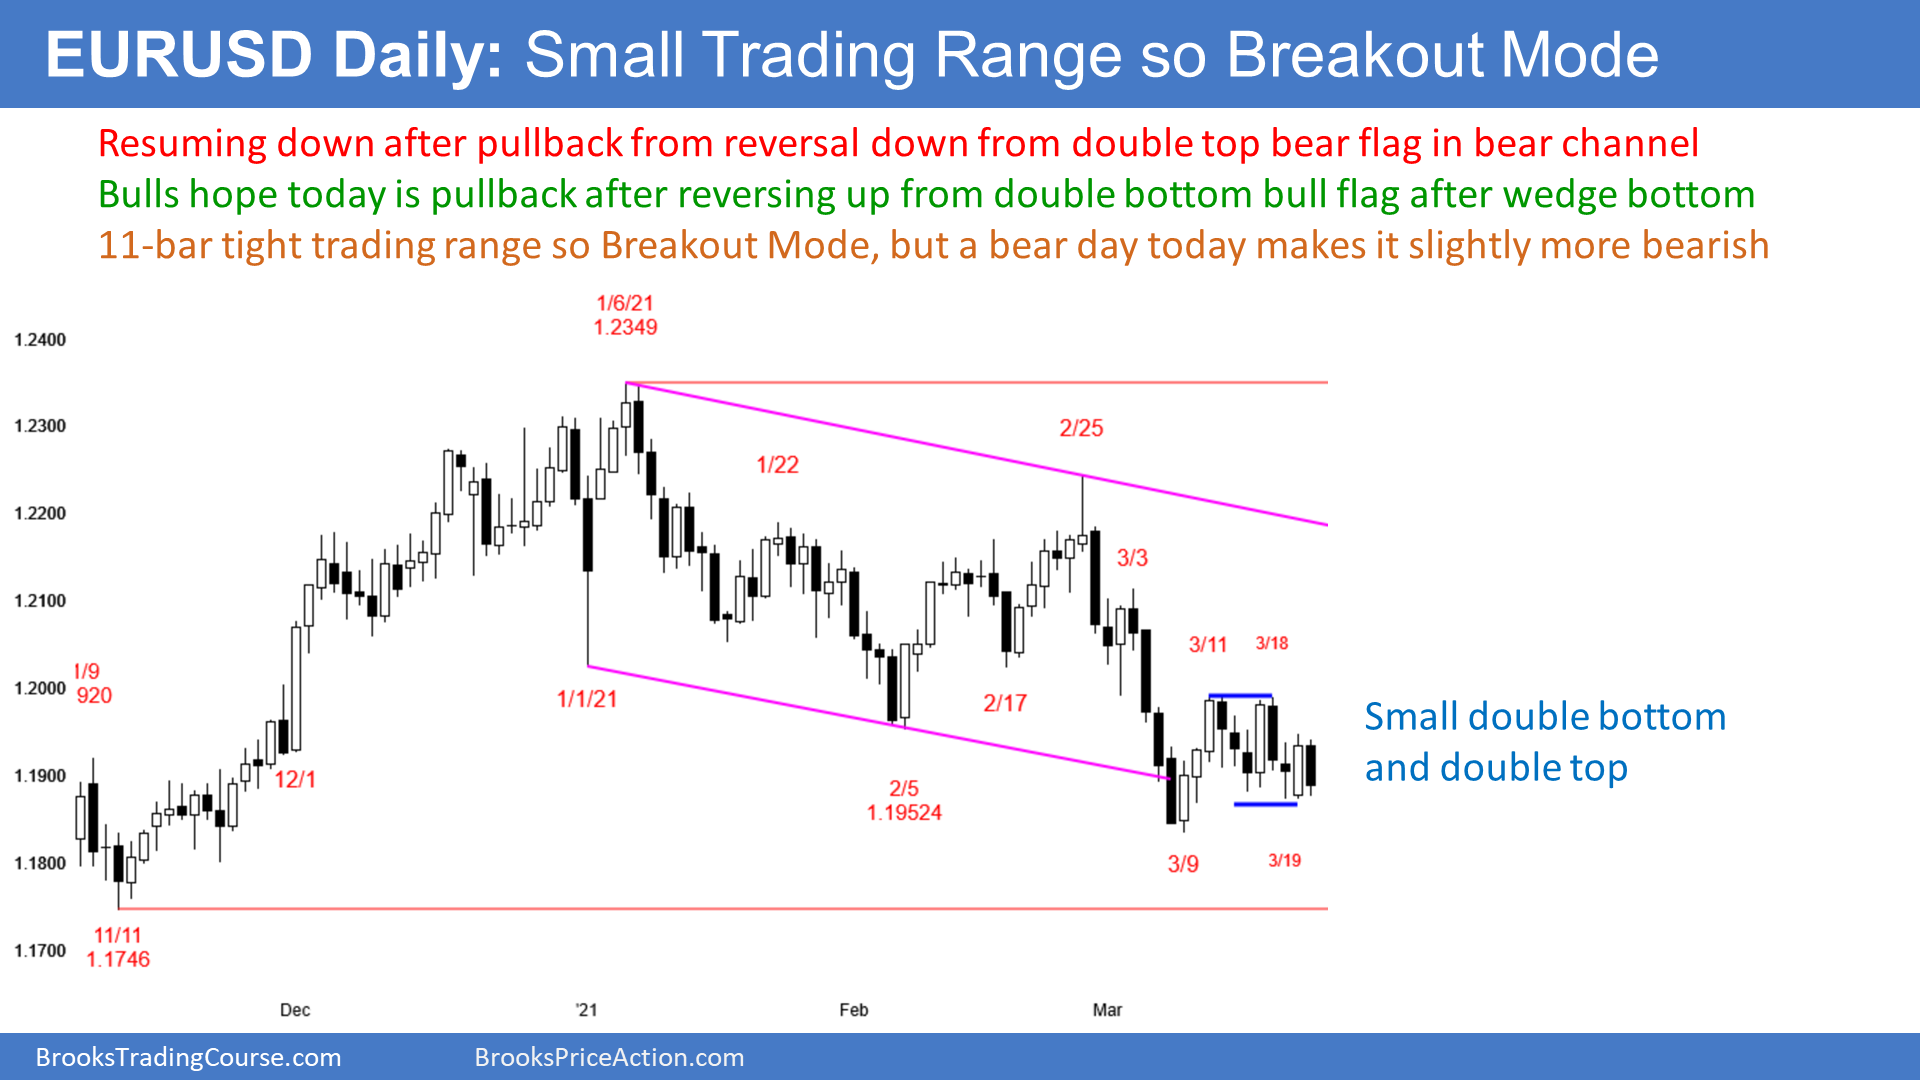 EURUSD Daily: Small Trading Range so Breakout Mode
Resuming down after pullback from reversal down from double top bear flag in bear channel
Bulls hope today is pullback after reversing up from double bottom bull flag after wedge bottom
11-bar tight trading range so Breakout Mode, but a bear day today makes it slightly more bearish
1/6/21
1.2349
1.2400
1.2300
2/25
1/22
1.2200
3/3
1.2100
3/11
3/18
1/9
920
1.2000
1/1/21
2/17
Small double bottom
and double top
1.1900
12/1
2/5
1.19524
1.1800
3/9
3/19
11/11
1.1746
1.1700
Dec
'21
Feb
Mar
BrooksTradingCourse.com
BrooksPriceAction.com